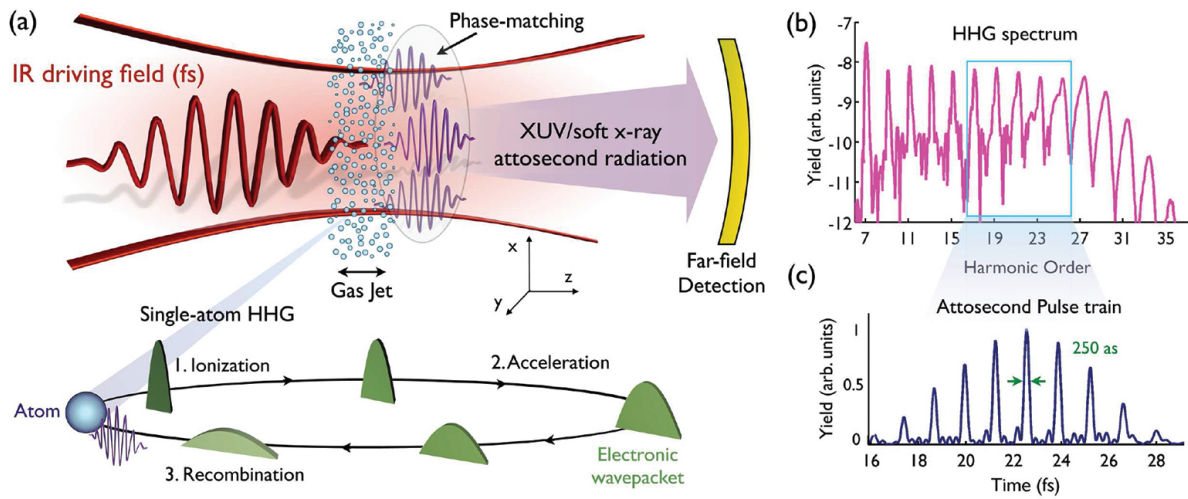 (a)
Phase-matching
IR driving field (fs)
XUV/soft x-ray
attosecond radiation
x
z
y
Gas Jet
Far-field
Detection
Single-atom HHG
1. Ionization
2. Acceleration
Atom
3. Recombination
Electronic
wavepacket
(b)
HHG spectrum
Yield (arb. units)
-7
-8
-9
-10
-11
-12
7 11 15 19 23 27 31 35
Harmonic Order
(c)
Attosecond Pulse train
Yield (arb. units)
1
0.5
0
250 as
16 18 20 22 24 26 28
Time (fs)